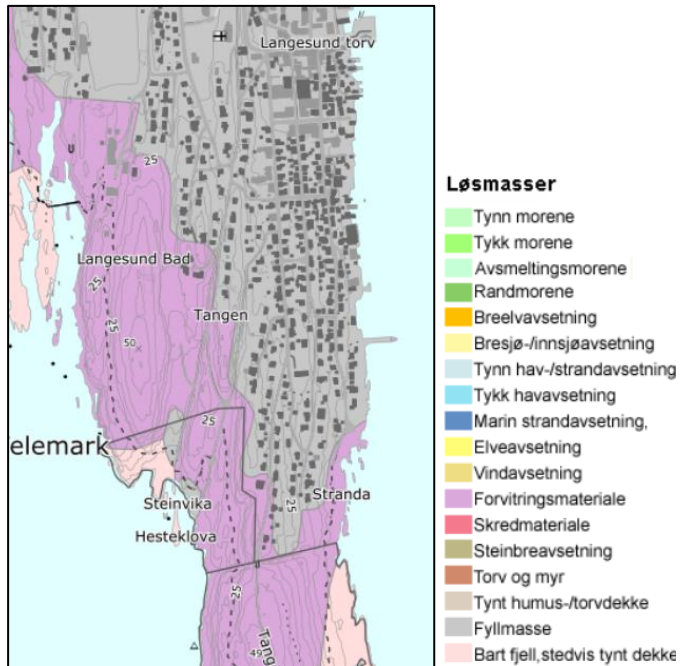 Langesund torv
25
Langesund Bad
25
25
Tangen
50
25
elemark
Stranda
25
Steinvika
Hesteklova
25
49
Tang
Løsmasser
Tynn morene
Tykk morene
Avsmeltingsmorene
Randmorene
Breelvavsetning
Bresjø-/innsjøavsetning
Tynn hav-/strandavsetning
Tykk havavsetning
Marin strandavsetning,
Elveavsetning
Vindavsetning
Forvitringsmateriale
Skredmateriale
Steinbreavsetning
Torv og myr
Tynt humus-/torvdekke
Fyllmasse
Bart fjell,stedvis tynt dekke